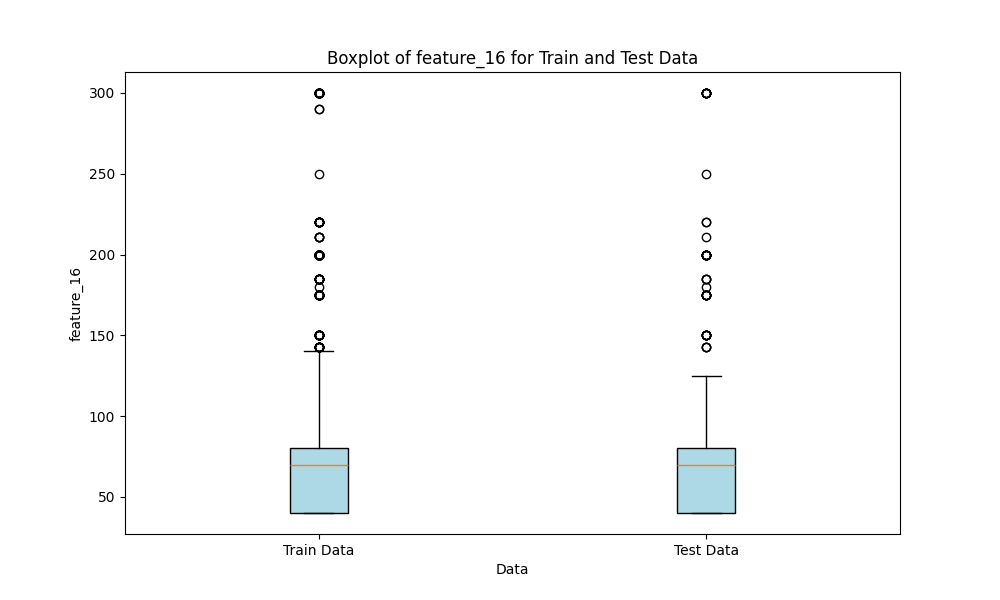 Boxplot of feature_16 for Train and Test Data
300
250
200
150
100
50
feature_16
Train Data
Test Data
Data